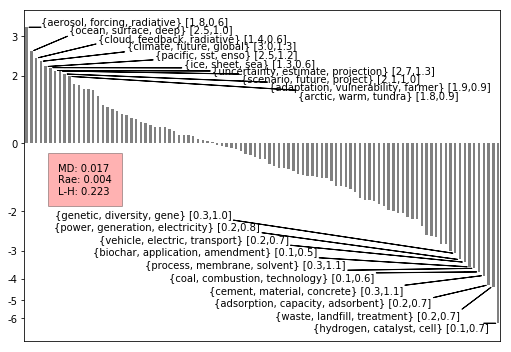 {aerosol, forcing, radiative} [1.8,0.6]
{ocean, surface, deep} [2.5,1.0]
{cloud, feedback, radiative} [1.4,0.6]
{climate, future, global} [3.0,1.3]
{pacific, sst, enso} [2.5,1.2]
{ice, sheet, sea} [1.3,0.6]
{uncertainty, estimate, projection} [2.7,1.3]
{scenario, future, project} [2.1,1.0]
{adaptation, vulnerability, farmer} [1.9,0.9]
{arctic, warm, tundra} [1.8,0.9]
3
2
0
-2
-3
-4
-5
-6
MD: 0.017
Rae: 0.004
L-H: 0.223
{genetic, diversity, gene} [0.3,1.0]
{power, generation, electricity} [0.2,0.8]
{vehicle, electric, transport} [0.2,0.7]
{biochar, application, amendment} [0.1,0.5]
{process, membrane, solvent} [0.3,1.1]
{coal, combustion, technology} [0.1,0.6]
{cement, material, concrete} [0.3,1.1]
{adsorption, capacity, adsorbent} [0.2,0.7]
{waste, landfill, treatment} [0.2,0.7]
{hydrogen, catalyst, cell} [0.1,0.7]